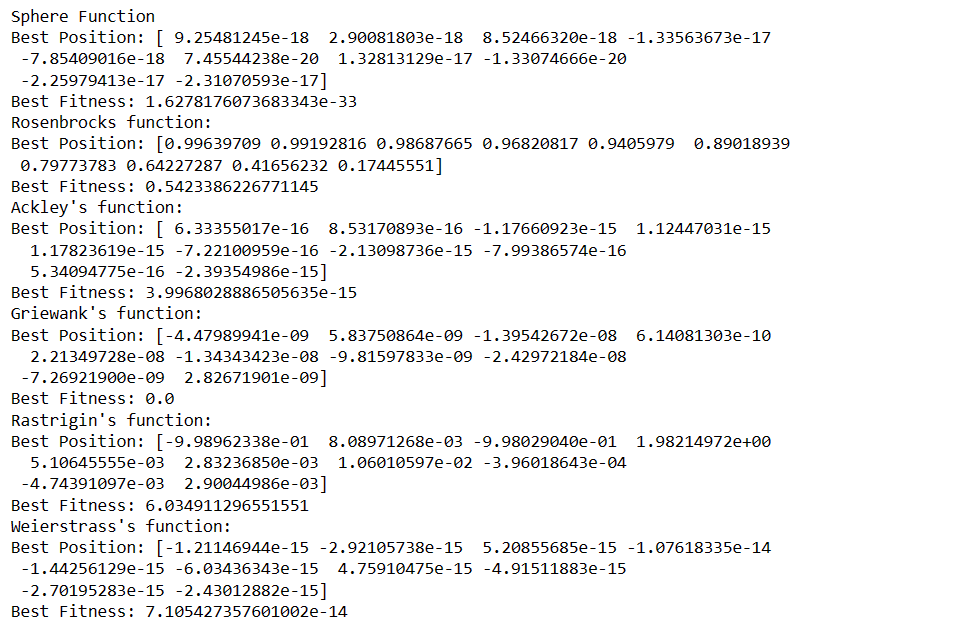 Sphere Function
Best Position: [ 9.25481245e-18  2.90081803e-18  8.52466320e-18 -1.33563673e-17
 -7.85409016e-18  7.45544238e-20  1.32813129e-17 -1.33074666e-20
 -2.25979413e-17 -2.31070593e-17]
Best Fitness: 1.6278176073683343e-33
Rosenbrocks function:
Best Position: [0.99639709 0.99192816 0.98687665 0.96820817 0.9405979  0.89018939
 0.79773783 0.64227287 0.41656232 0.17445551]
Best Fitness: 0.5423386226771145
Ackley's function:
Best Position: [ 6.33355017e-16  8.53170893e-16 -1.17660923e-15  1.12447031e-15
  1.17823619e-15 -7.22100959e-16 -2.13098736e-15 -7.99386574e-16
  5.34094775e-16 -2.39354986e-15]
Best Fitness: 3.9968028886505635e-15
Griewank's function:
Best Position: [-4.47989941e-09  5.83750864e-09 -1.39542672e-08  6.14081303e-10
  2.21349728e-08 -1.34343423e-08 -9.81597833e-09 -2.42972184e-08
 -7.26921900e-09  2.82671901e-09]
Best Fitness: 0.0
Rastrigin's function:
Best Position: [-9.98962338e-01  8.08971268e-03 -9.98029040e-01  1.98214972e+00
  5.10645555e-03  2.83236850e-03  1.06010597e-02 -3.96018643e-04
 -4.74391097e-03  2.90044986e-03]
Best Fitness: 6.034911296551551
Weierstrass's function:
Best Position: [-1.21146944e-15 -2.92105738e-15  5.20855685e-15 -1.07618335e-14
 -1.44256129e-15 -6.03436343e-15  4.75910475e-15 -4.91511883e-15
 -2.70195283e-15 -2.43012882e-15]
Best Fitness: 7.105427357601002e-14